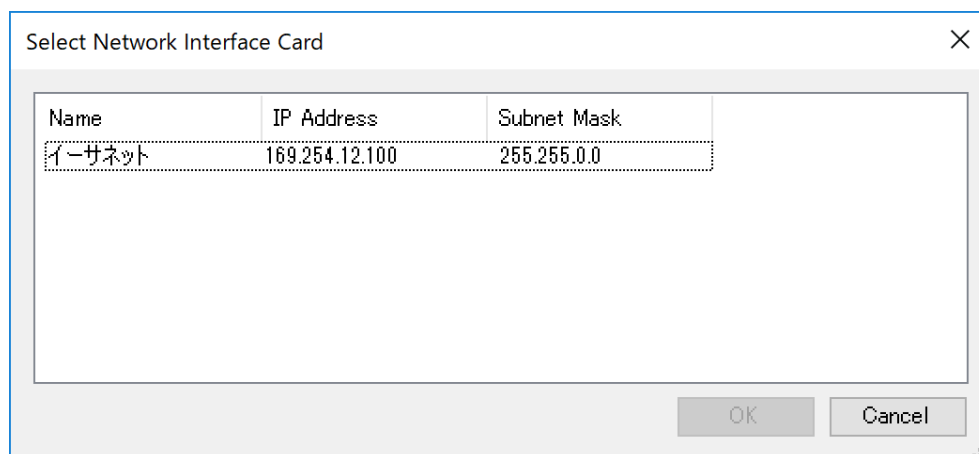 Select Network Interface Card
Name IP Address Subnet Mask
イーサネット 169.254.12.100 255.255.0.0
OK Cancel